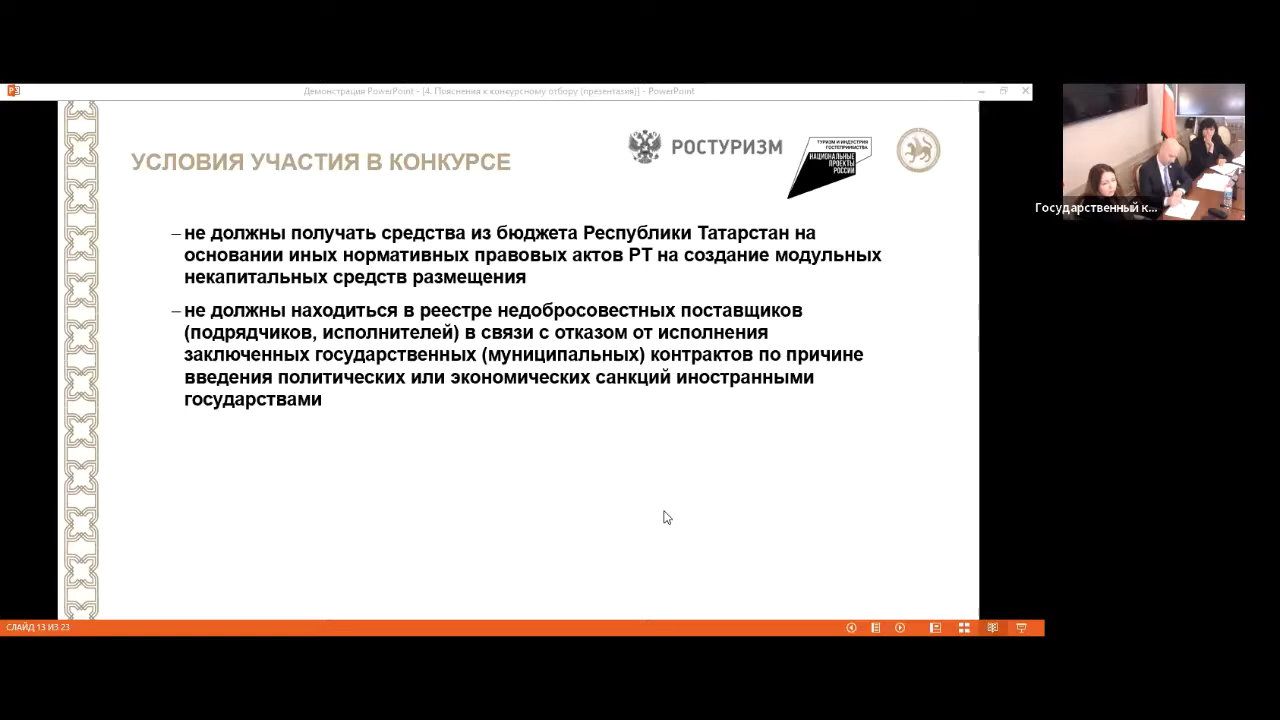 Демонстрация PowerPoint - [4. Пояснения к конкурсному отбору (презентазия)] - PowerPoint
УСЛОВИЯ УЧАСТИЯ В КОНКУРСЕ
РОСТУРИЗМ
ТУРИЗМ И ИНДУСТРИЯ
ГОСТЕПРИИМСТВА
НАЦИОНАЛЬНЫЕ
ПРОЕКТЫ
РОССИИ
– не должны получать средства из бюджета Республики Татарстан на
основании иных нормативных правовых актов РТ на создание модульных
некапитальных средств размещения
– не должны находиться в реестре недобросовестных поставщиков
(подрядчиков, исполнителей) в связи с отказом от исполнения
заключенных государственных (муниципальных) контрактов по причине
введения политических или экономических санкций иностранными
государствами
Государственный к...
СЛАЙД 13 ИЗ 23